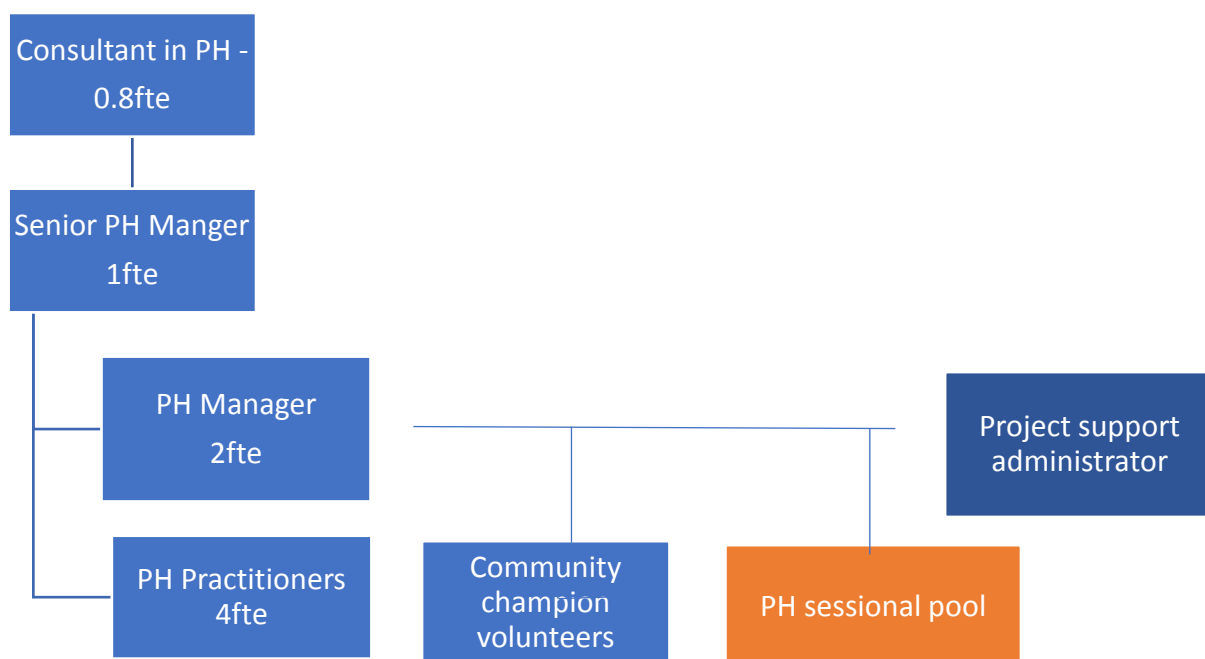 Consultant in PH -
0.8fte
Senior PH Manger
1fte
PH Manager
2fte
Project support
administrator
PH Practitioners
4fte
Community
champion
volunteers
PH sessional pool